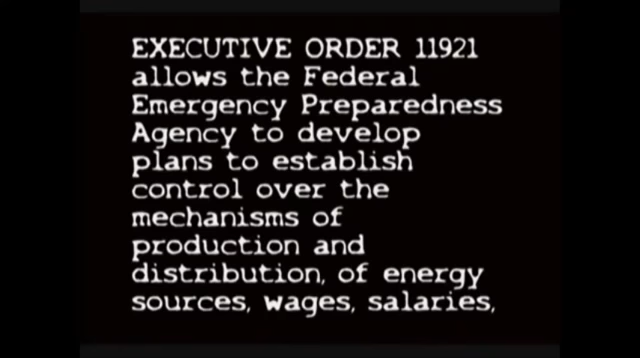 EXECUTIVE ORDER 11921
allows the Federal
Emergency Preparedness
Agency to develop
plans to establish
control over the
mechanisms of
production and
distribution, of energy
sources, wages, salaries,